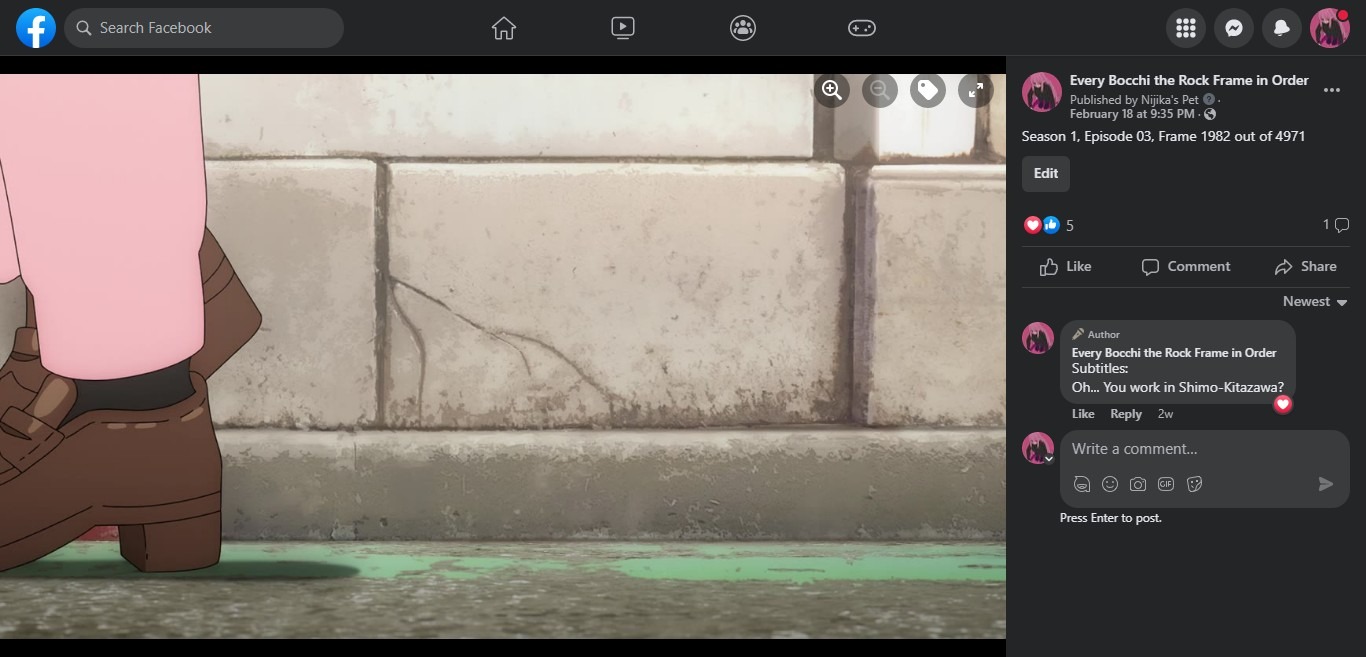 Search Facebook
Every Bocchi the Rock Frame in Order
Published by Nijika's Pet ·
February 18 at 9:35 PM ·
Season 1, Episode 03, Frame 1982 out of 4971
Edit
5
1
Like
Comment
Share
Newest
Author
Every Bocchi the Rock Frame in Order
Subtitles:
Oh... You work in Shimo-Kitazawa?
Like Reply 2w
Write a comment...
GIF
Press Enter to post.